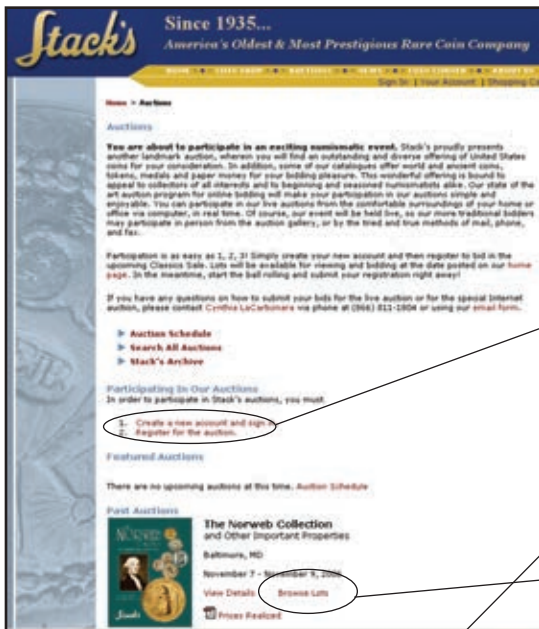 Stack's
Since 1935...
America's Oldest & Most Prestigious Rare Coin Company
Sign In | Your Account | Shopping Ca
Home > Auctions
Auctions
You are about to participate in an exciting numismatic event. Stack's proudly presents
another landmark auction, wherein you will find an outstanding and diverse offering of United States
coins for your consideration. In addition, some of our catalogues offer world and ancient coins,
tokens, medals and paper money for your bidding pleasure. This wonderful offering is bound to
appeal to collectors of all interests and to beginning and seasoned numismatists alike. Our state of the
art auction program for online bidding will make your participation in our auctions simple and
enjoyable. You can participate in our live auctions from the comfortable surroundings of your home or
office via computer, in real time. Of course, our event will be held live, so our more traditional bidders
may participate in person from the auction gallery, or by the tried and true methods of mail, phone,
and fax.
Participation is as easy as 1, 2, 3! Simply create your new account and then register to bid in the
upcoming Classics Sale. Lots will be available for viewing and bidding at the date posted on our home
page. In the meantime, start the ball rolling and submit your registration right away!
If you have any questions on how to submit your bids for the live auction or for the special Internet
auction, please contact Cynthia LaCarbonara via phone at (866) 811-1804 or using our email form.
Auction Schedule
Search All Auctions
Stack's Archive
Participating In Our Auctions
In order to participate in Stack's auctions, you must
1. Create a new account and sign in
2. Register for the auction.
Featured Auctions
There are no upcoming auctions at this time. Auction Schedule
Past Auctions
NORWEB
Stack's
The Norweb Collection
and Other Important Properties
Baltimore, MD
November 7 - November 9,
View Details Browse Lots
Prices Realized